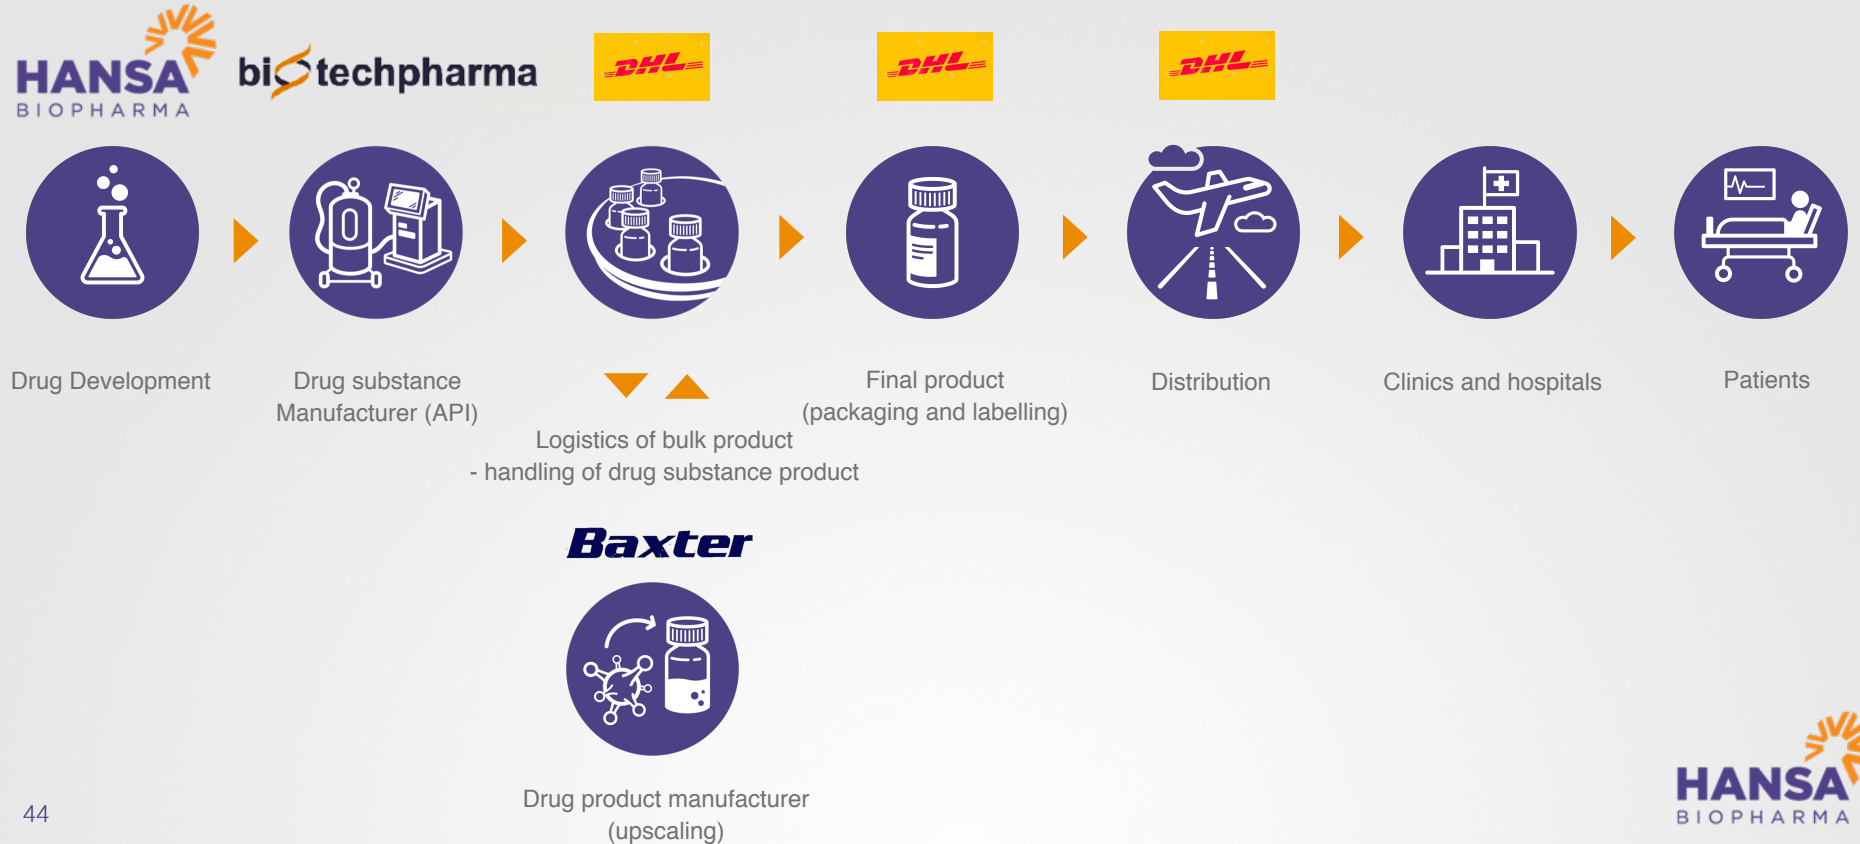 HANSA
BIOPHARMA
biotechpharma
DHL
DHL
DHL
Drug Development
Drug substance
Manufacturer (API)
Logistics of bulk product
- handling of drug substance product
Final product
(packaging and labelling)
Distribution
Clinics and hospitals
Patients
Baxter
Drug product manufacturer
(upscaling)
44
HANSA
BIOPHARMA